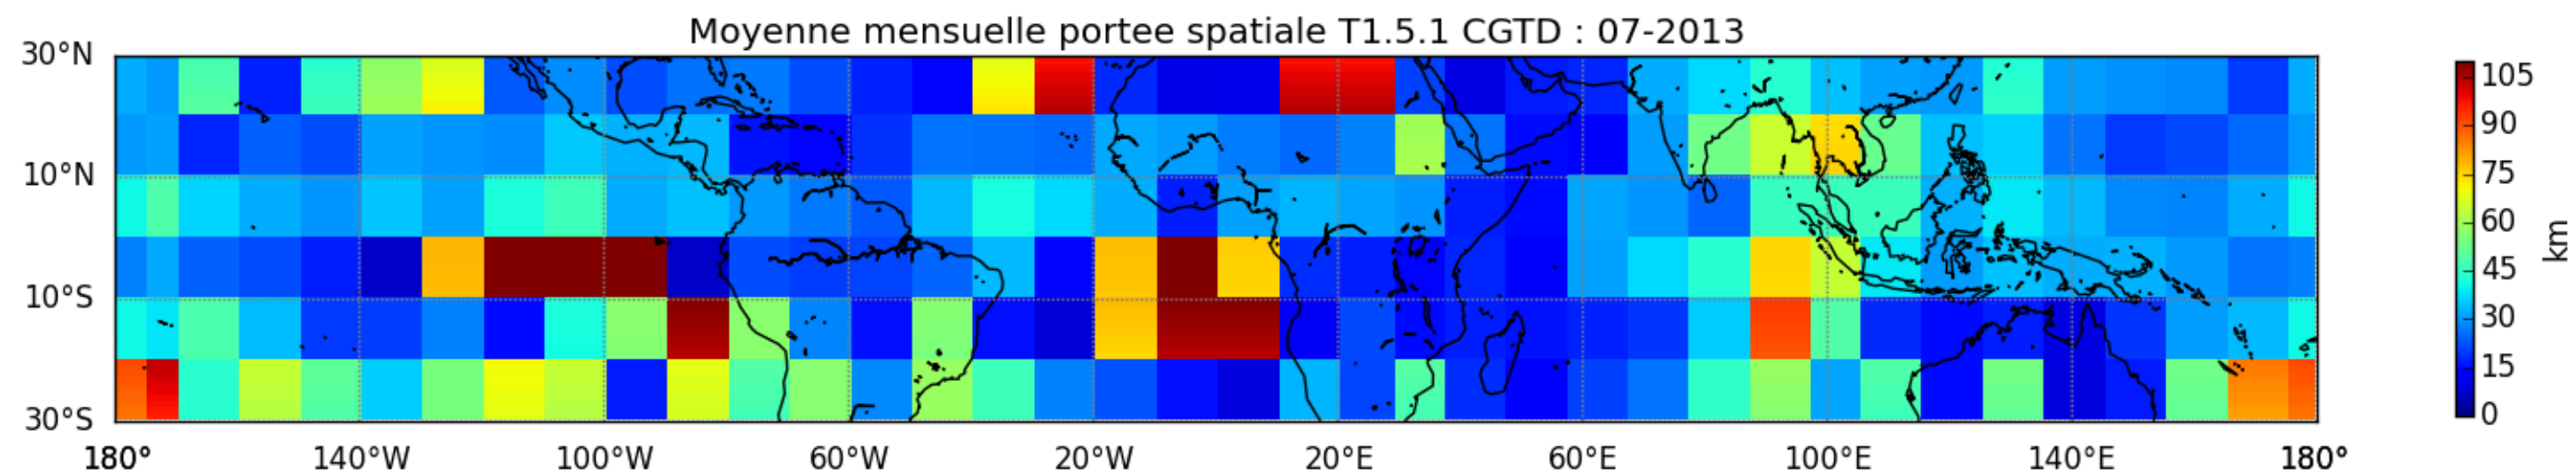 Moyenne mensuelle portee spatiale T1.5.1 CGTD : 07-2013
30°N
10°N
10°S
30°S
180° 140°W 100°W 60°W 20°W 20°E 60°E 100°E 140°E 180°
105
90
75
60
45
30
15
0
km